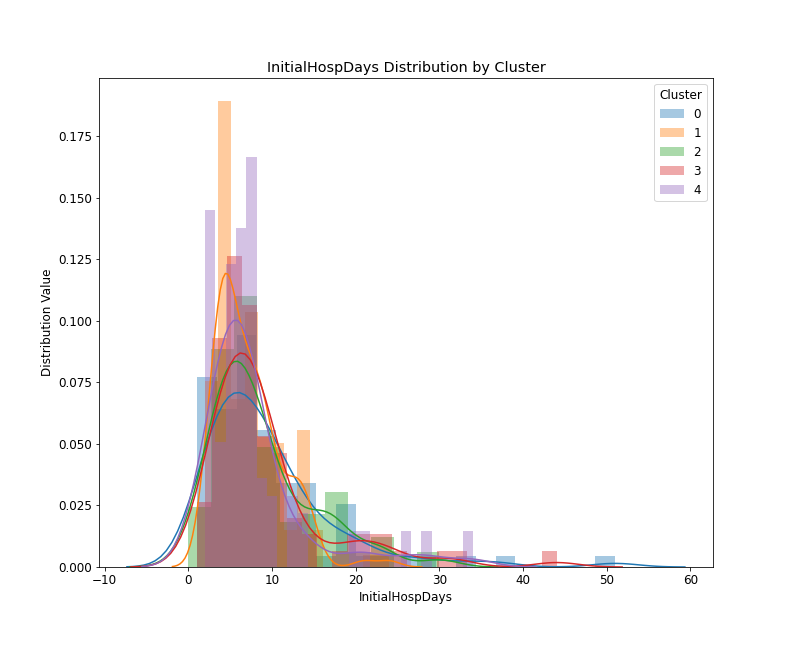 InitialHospDays Distribution by Cluster
Cluster
0
1
2
3
4
0.175
0.150
0.125
0.100
0.075
0.050
0.025
0.000
Distribution Value
−10 0 10 20 30 40 50 60
InitialHospDays